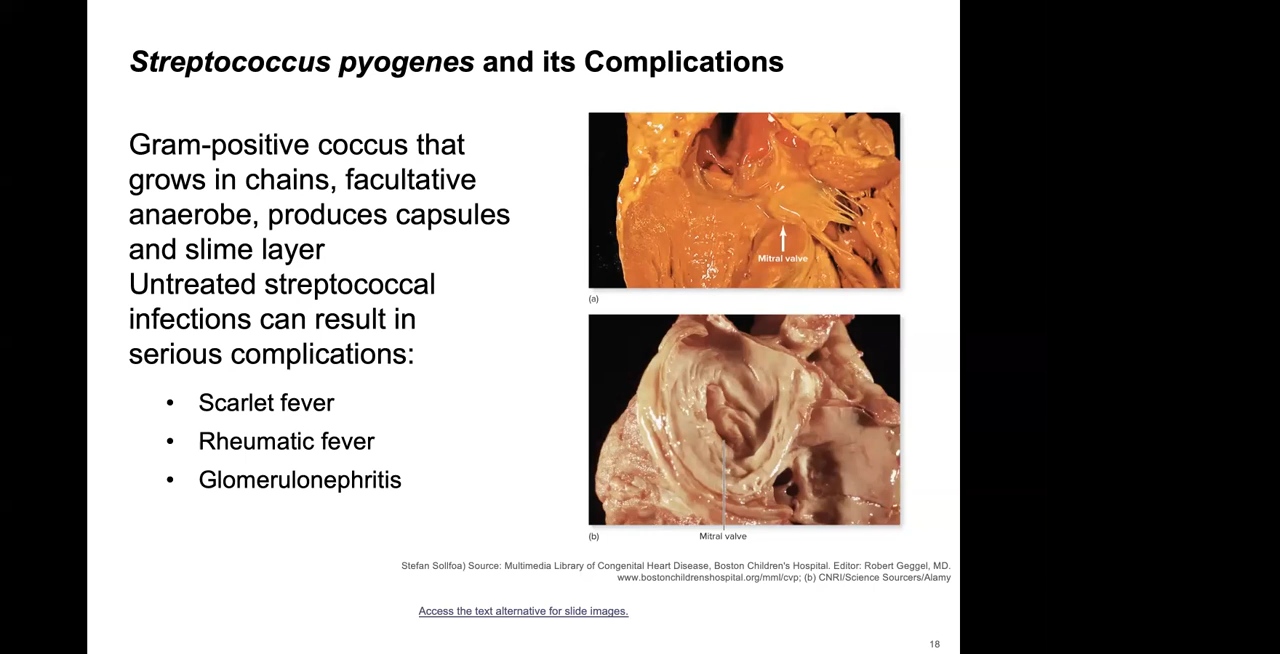 Streptococcus pyogenes and its Complications
Gram-positive coccus that
grows in chains, facultative
anaerobe, produces capsules
and slime layer
Untreated streptococcal
infections can result in
serious complications:
• Scarlet fever
• Rheumatic fever
• Glomerulonephritis
Mitral valve
(a)
(b)
Mitral valve
Stefan Sollfoa) Source: Multimedia Library of Congenital Heart Disease, Boston Children's Hospital. Editor: Robert Geggel, MD.
www.bostonchildrenshospital.org/mml/cvp; (b) CNRI/Science Sourcers/Alamy
Access the text alternative for slide images.
18